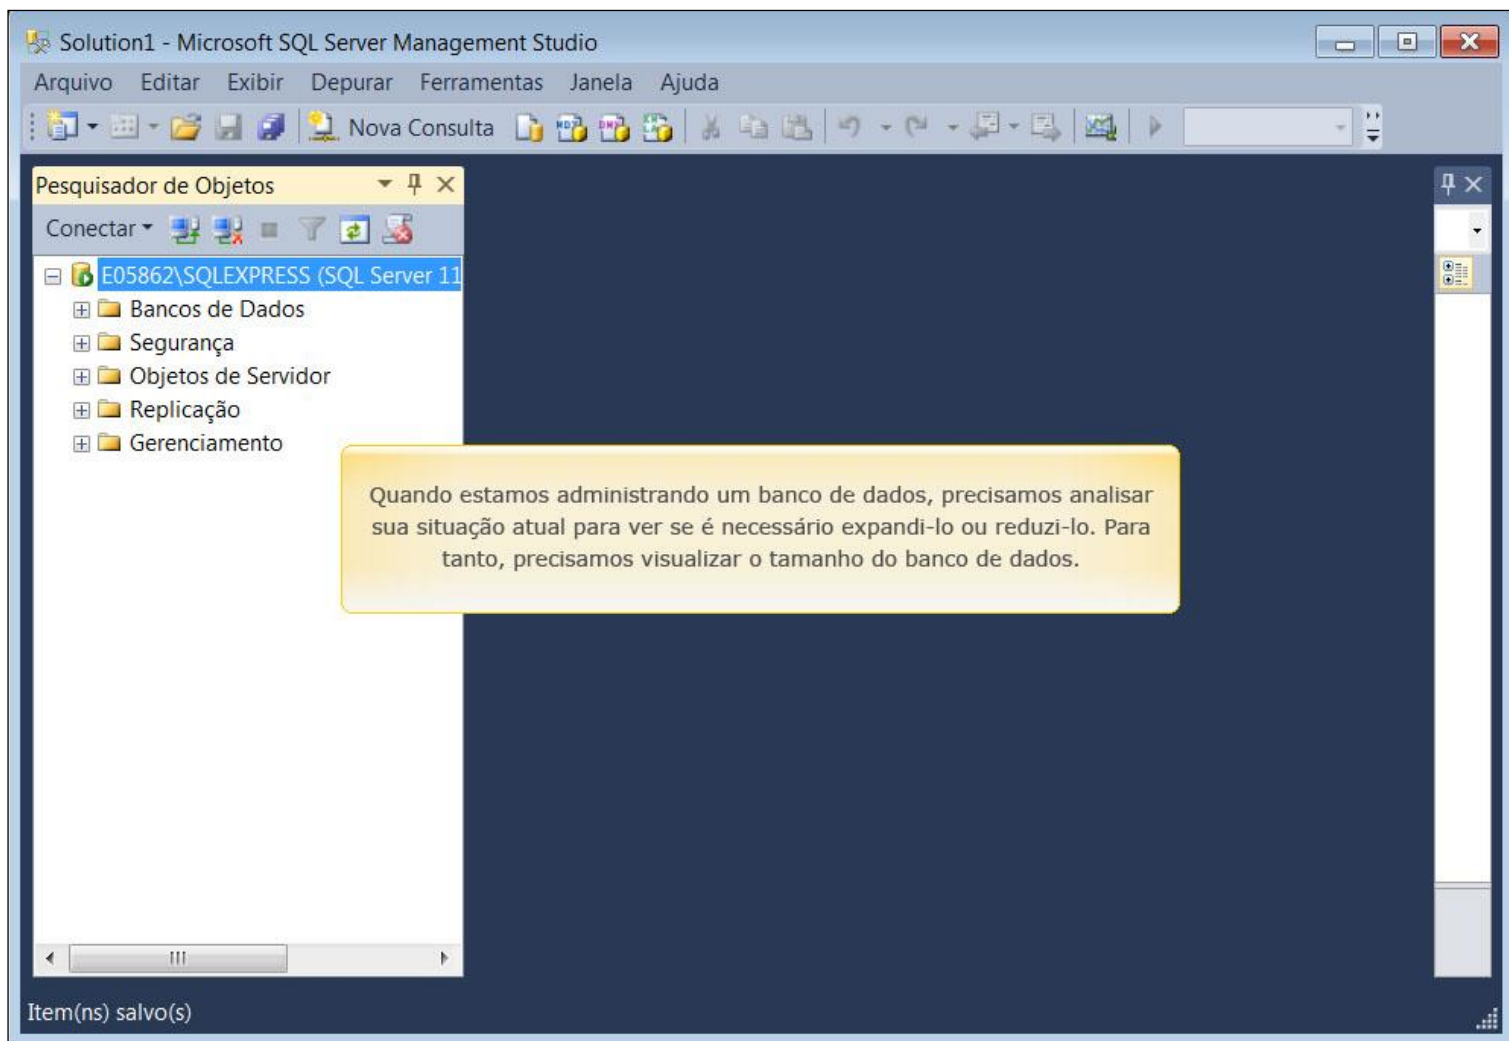 Solution1 - Microsoft SQL Server Management Studio
Arquivo Editar Exibir Depurar Ferramentas Janela Ajuda
Nova Consulta
Pesquisador de Objetos
Conectar
E05862\SQLEXPRESS (SQL Server 11
Bancos de Dados
Segurança
Objetos de Servidor
Replicação
Gerenciamento
Quando estamos administrando um banco de dados, precisamos analisar
sua situação atual para ver se é necessário expandi-lo ou reduzi-lo. Para
tanto, precisamos visualizar o tamanho do banco de dados.
Item(ns) salvo(s)